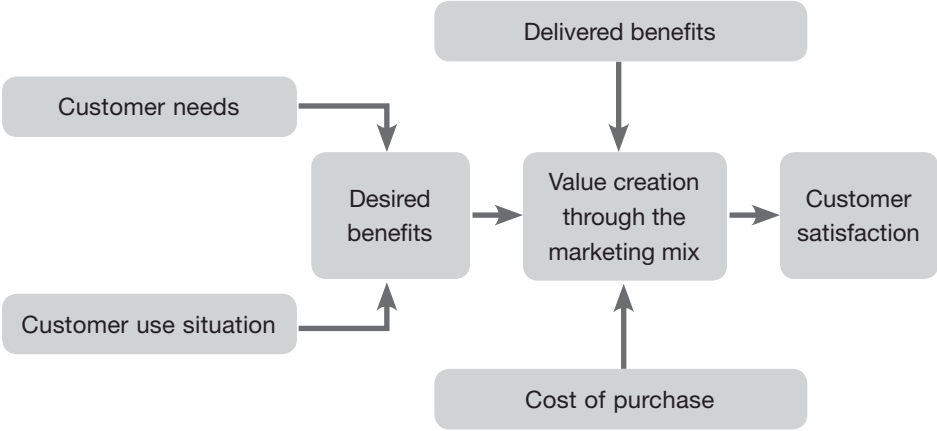 Delivered benefits
Customer needs
Desired
benefits
Value creation
through the
marketing mix
Customer
satisfaction
Customer use situation
Cost of purchase